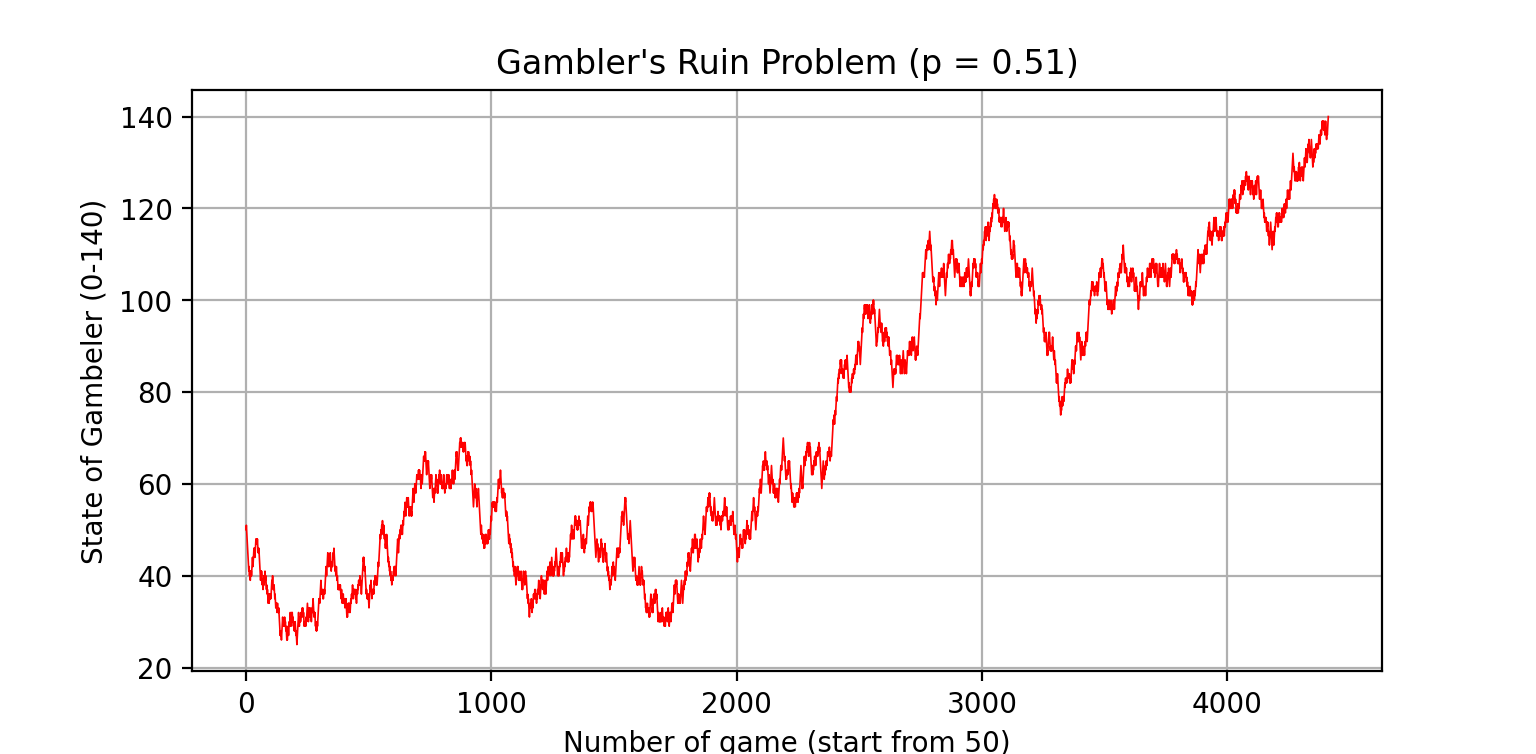 Gambler's Ruin Problem (p = 0.51)
State of Gambeler (0-140)
140
120
100
80
60
40
20
0 1000 2000 3000 4000
Number of game (start from 50)